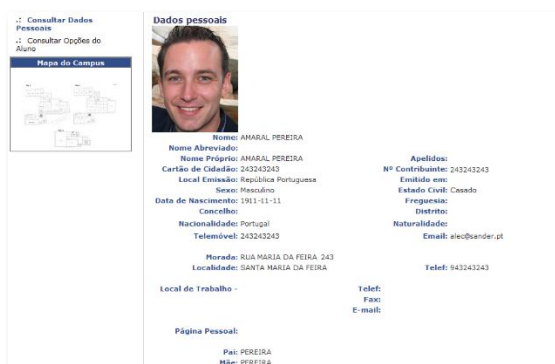 .: Consultar Dados Pessoais
.: Consultar Opções do Aluno
Mapa do Campus
Dados pessoais
Nome: AMARAL PEREIRA
Nome Abreviado:
Nome Próprio: AMARAL PEREIRA Apelidos:
Cartão de Cidadão: 243243243 Nº Contribuinte: 243243243
Local Emissão: República Portuguesa Emitido em:
Sexo: Masculino Estado Civil: Casado
Data de Nascimento: 1911-11-11 Freguesia:
Concelho: Distrito:
Nacionalidade: Portugal Naturalidade:
Telemóvel: 243243243 Email: alec@sander.pt
Morada: RUA MARIA DA FEIRA 243
Localidade: SANTA MARIA DA FEIRA Telef: 943243243
Local de Trabalho - Telef:
Fax:
E-mail:
Página Pessoal:
Pai: PEREIRA
Mãe: PEREIRA